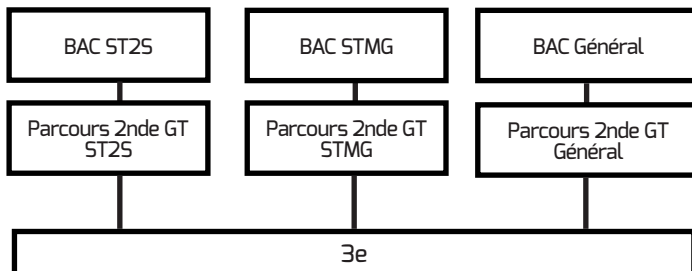 BAC ST2S
BAC STMG
BAC Général
Parcours 2nde GT
ST2S
Parcours 2nde GT
STMG
Parcours 2nde GT
Général
3e